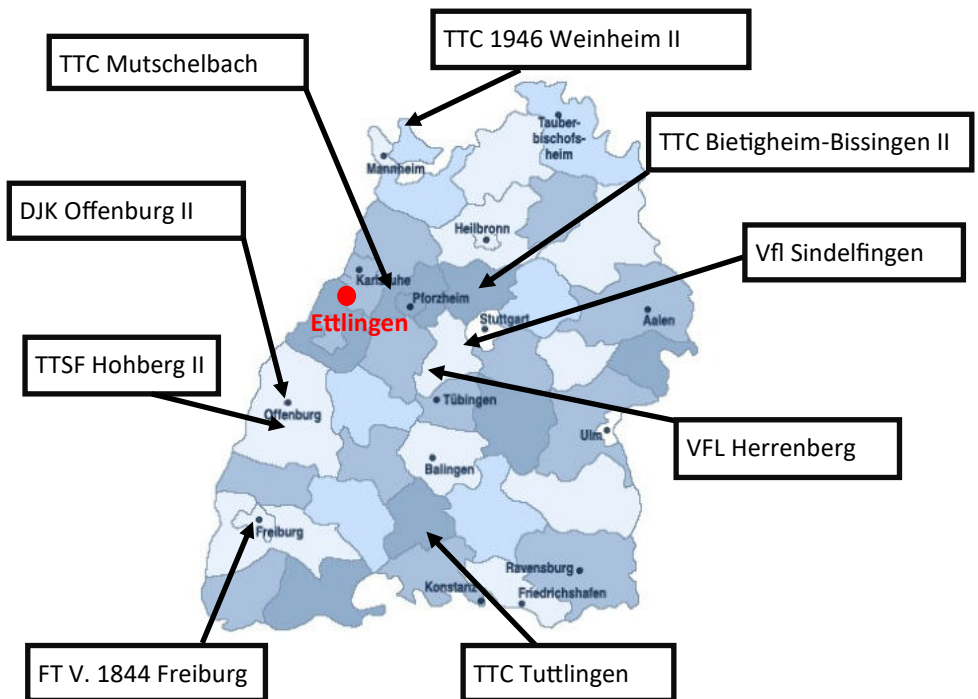 TTC 1946 Weinheim II
TTC Mutschelbach
Tauber-
bischofs-
heim
TTC Bietigheim-Bissingen II
Mannheim
DJK Offenburg II
Heilbronn
Vfl Sindelfingen
Karlsruhe
Pforzheim
Ettlingen
Stuttgart
Aalen
TTSF Hohberg II
Offenburg
Tübingen
Ulm
VFL Herrenberg
Balingen
Freiburg
Ravensburg
Konstanz
Friedrichshafen
FT V. 1844 Freiburg
TTC Tuttlingen